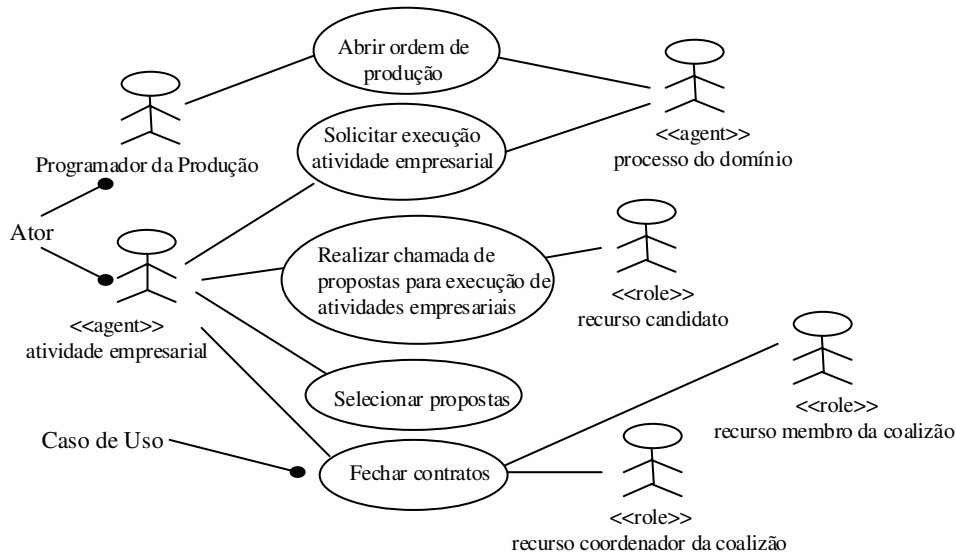 Abrir ordem de
produção
Programador da Produção
Solicitar execução
atividade empresarial
<<agent>>
processo do domínio
Ator
<<agent>>
atividade empresarial
Realizar chamada de
propostas para execução de
atividades empresariais
<<role>>
recurso candidato
Selecionar propostas
<<role>>
recurso membro da coalizão
Caso de Uso
Fechar contratos
<<role>>
recurso coordenador da coalizão